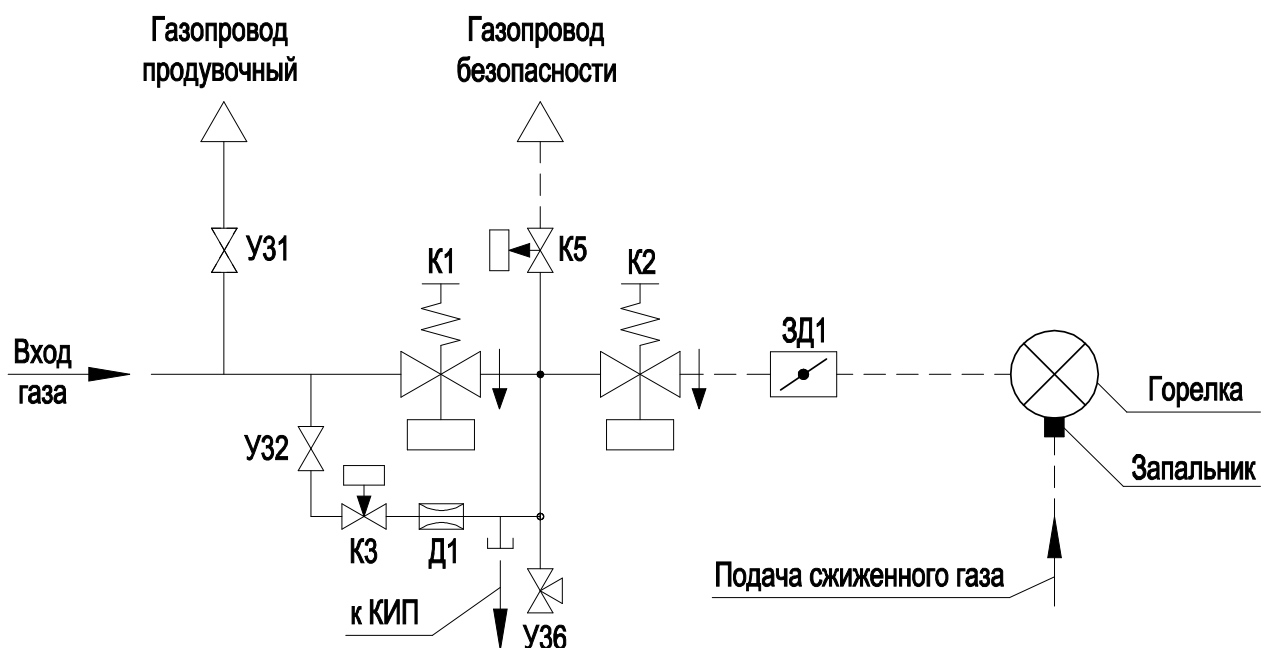 Газопровод
продувочный
Газопровод
безопасности
УЗ1
К1
К5
К2
ЗД1
Вход
газа
Горелка
УЗ2
Запальник
К3
Д1
Подача сжиженного газа
к КИП
УЗ6